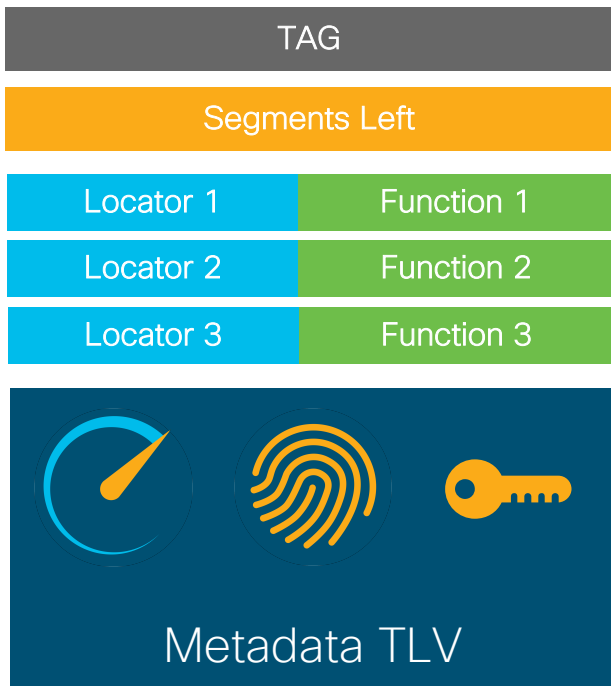 TAG
Segments Left
Locator 1 Function 1
Locator 2 Function 2
Locator 3 Function 3
Metadata TLV